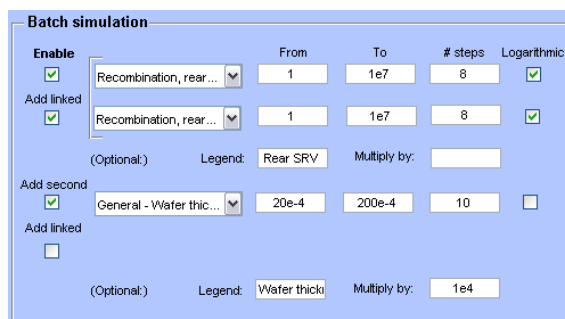 Batch simulation
Enable From To # steps Logarithmic
Recombination, rear... 1 1e7 8
Add linked
Recombination, rear... 1 1e7 8
(Optional:) Legend: Rear SRV Multiply by:
Add second
General - Wafer thic... 20e-4 200e-4 10
Add linked
(Optional:) Legend: Wafer thickı Multiply by: 1e4